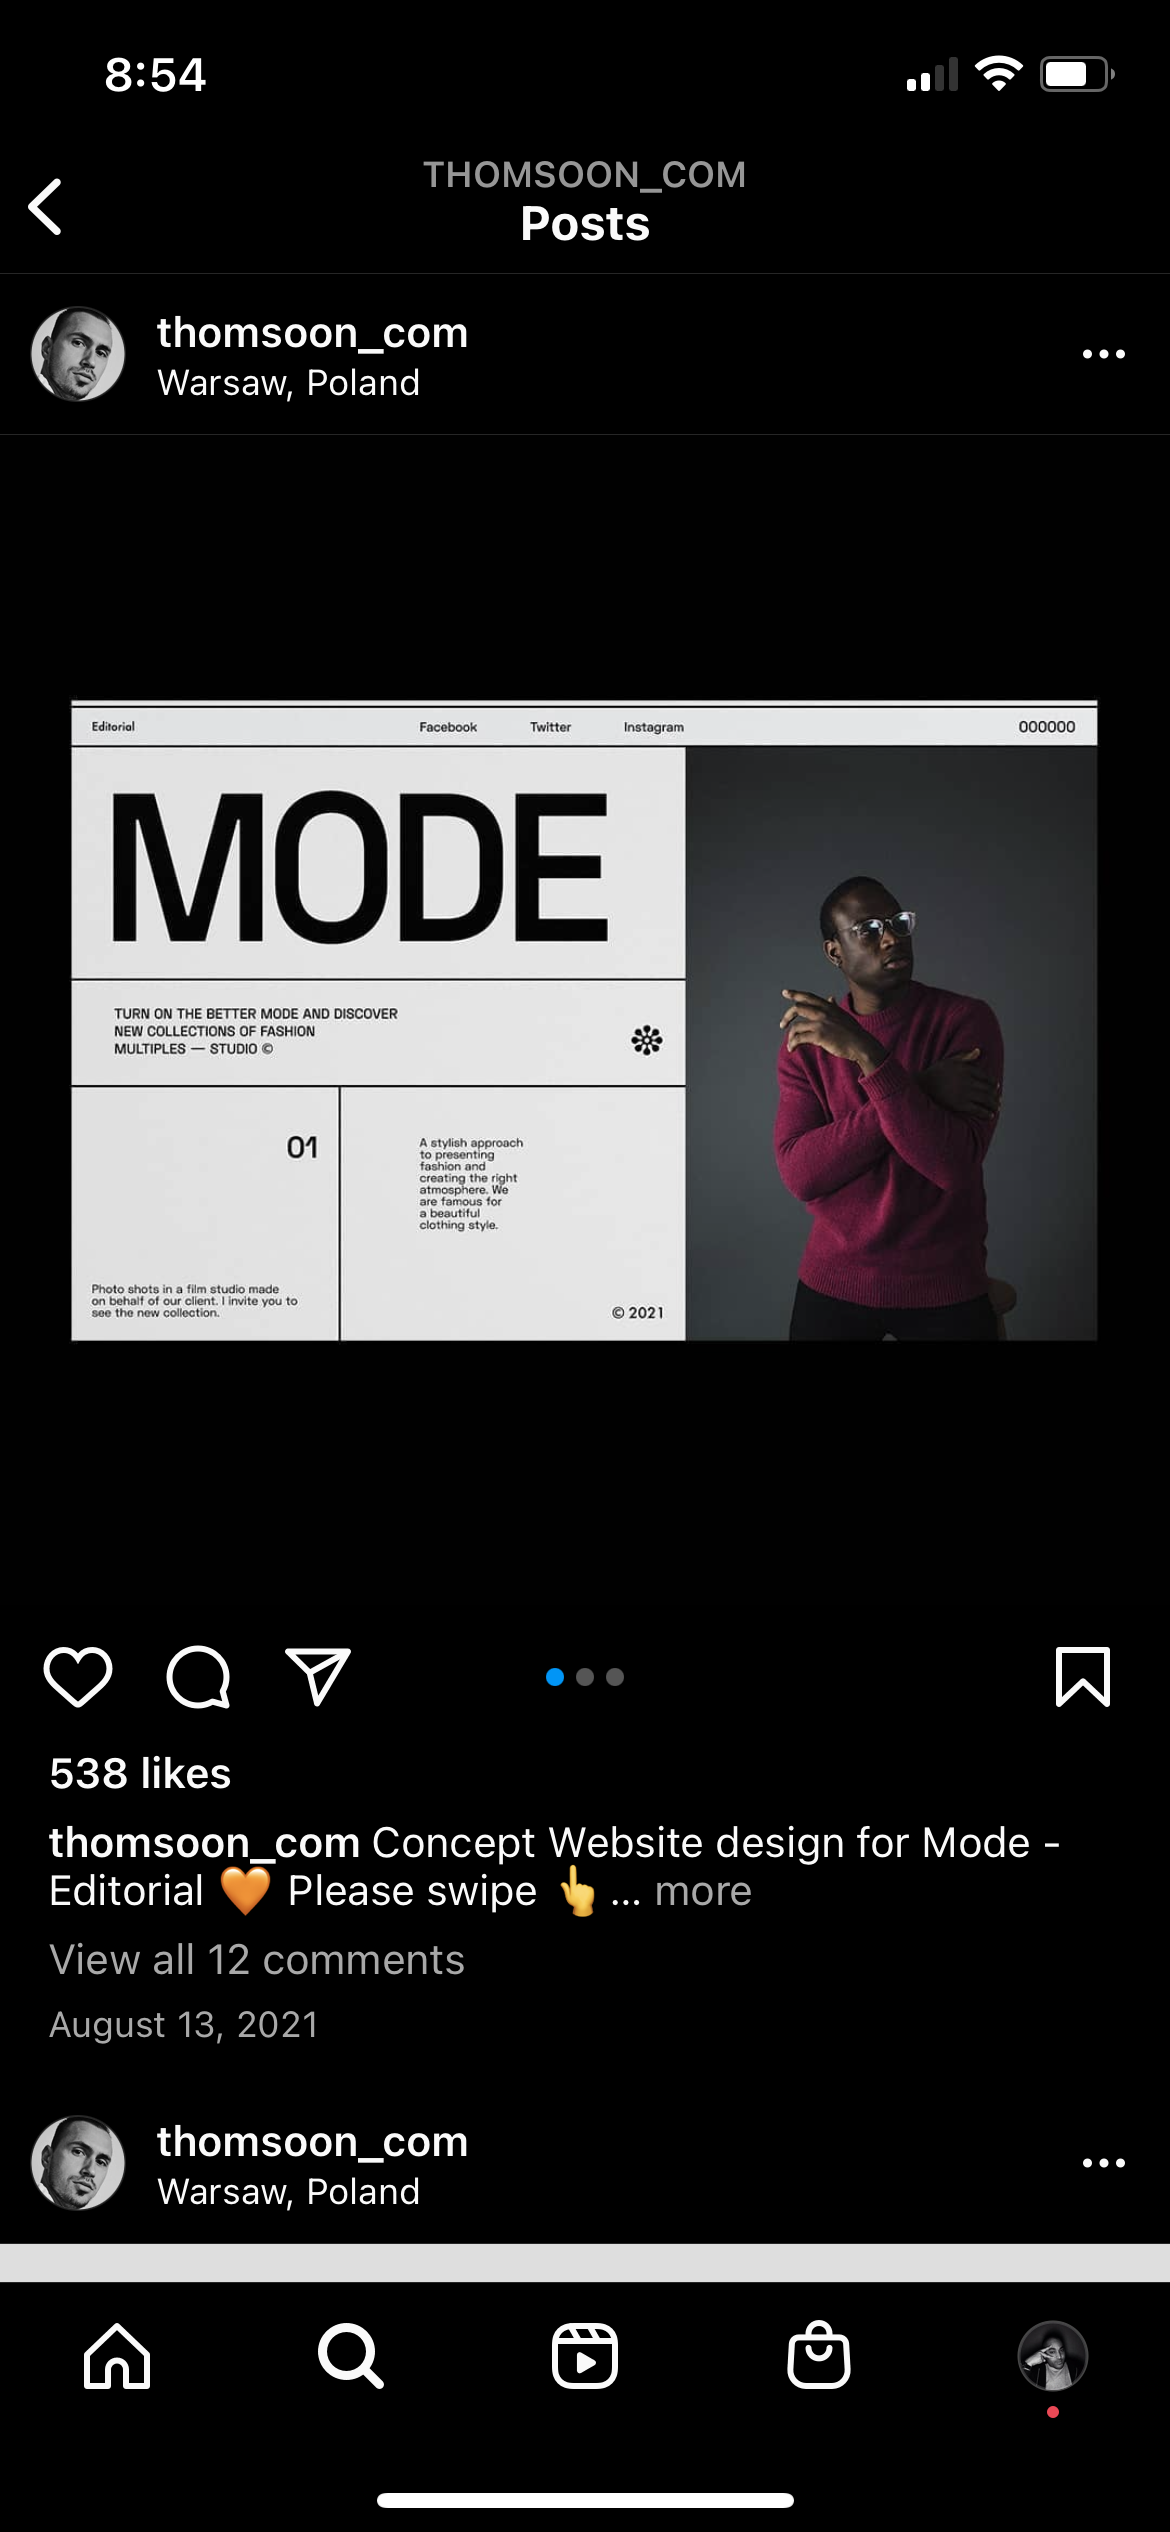 8:54
THOMSOON_COM
Posts
thomsoon_com
Warsaw, Poland
Editorial
Facebook
Twitter
Instagram
000000
MODE
TURN ON THE BETTER MODE AND DISCOVER
NEW COLLECTIONS OF FASHION
MULTIPLES — STUDIO ©
01
A stylish approach
to presenting
fashion and
creating the right
atmosphere. We
are famous for
a beautiful
clothing style.
Photo shots in a film studio made
on behalf of our client. I invite you to
see the new collection.
© 2021
538 likes
thomsoon_com Concept Website design for Mode -
Editorial 🧡 Please swipe 👆 ... more
View all 12 comments
August 13, 2021
thomsoon_com
Warsaw, Poland